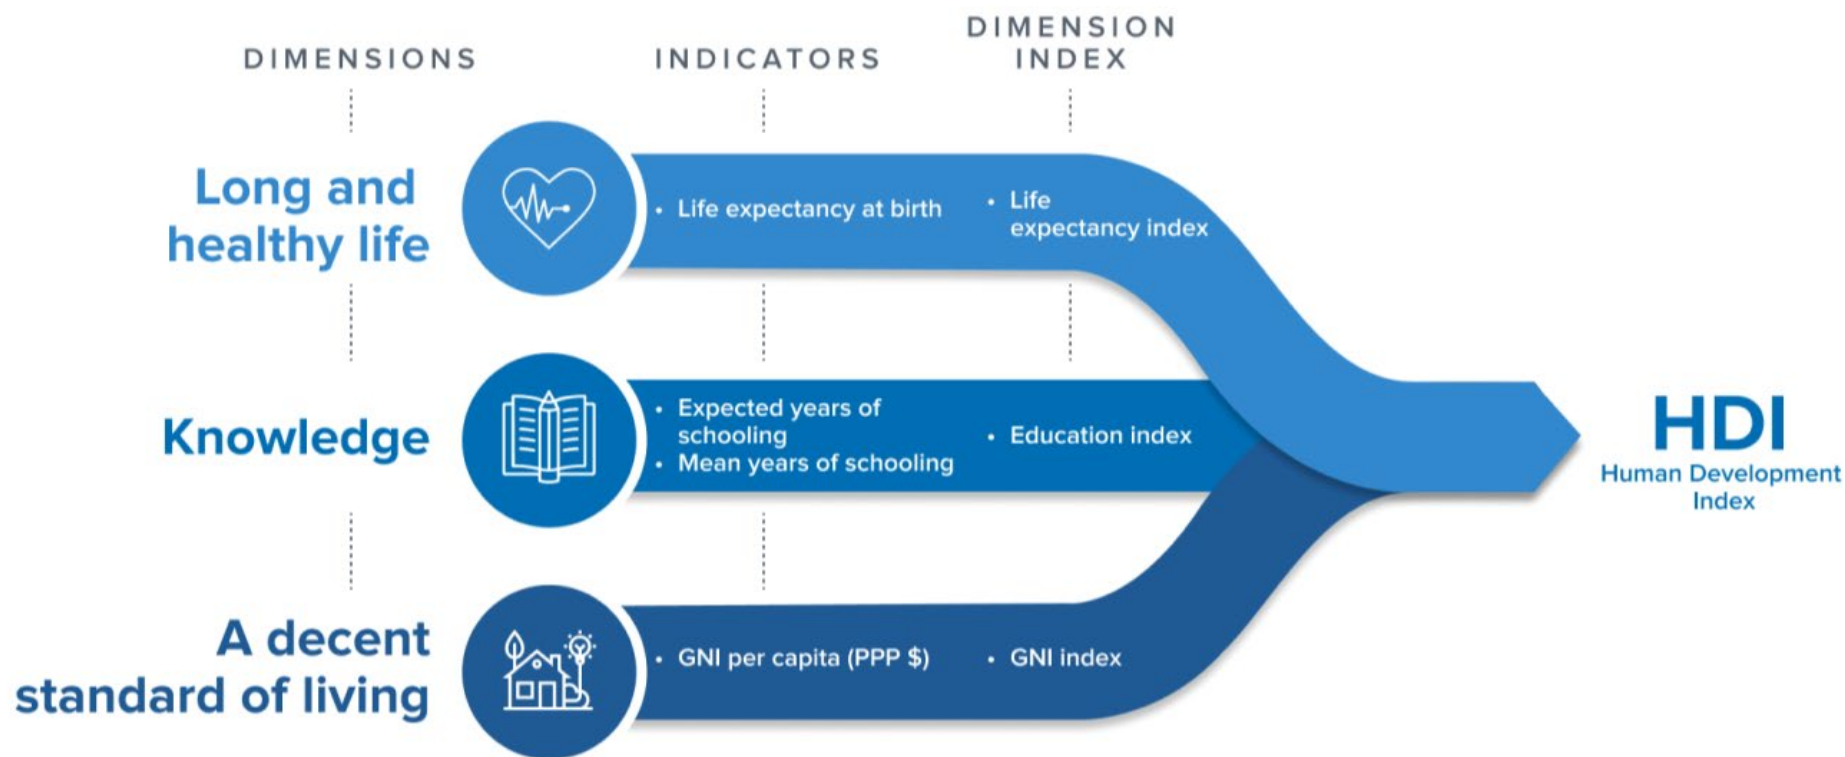 DIMENSIONS
INDICATORS
DIMENSION
INDEX
Long and
healthy life
• Life expectancy at birth
• Life
expectancy index
Knowledge
• Expected years of
schooling
• Mean years of schooling
• Education index
A decent
standard of living
• GNI per capita (PPP $)
• GNI index
HDI
Human Development
Index